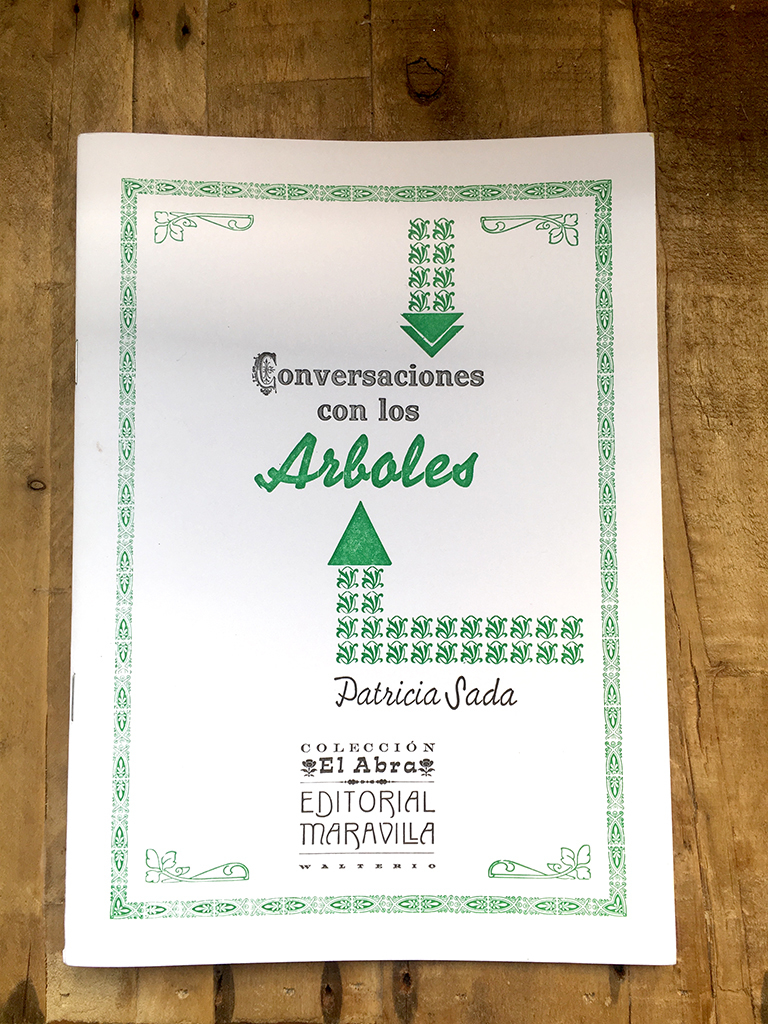 Conversaciones
con los
Arboles
Patricia Sada
COLECCIÓN
El Abra
EDITORIAL
MARAVILLA
WALTERIO